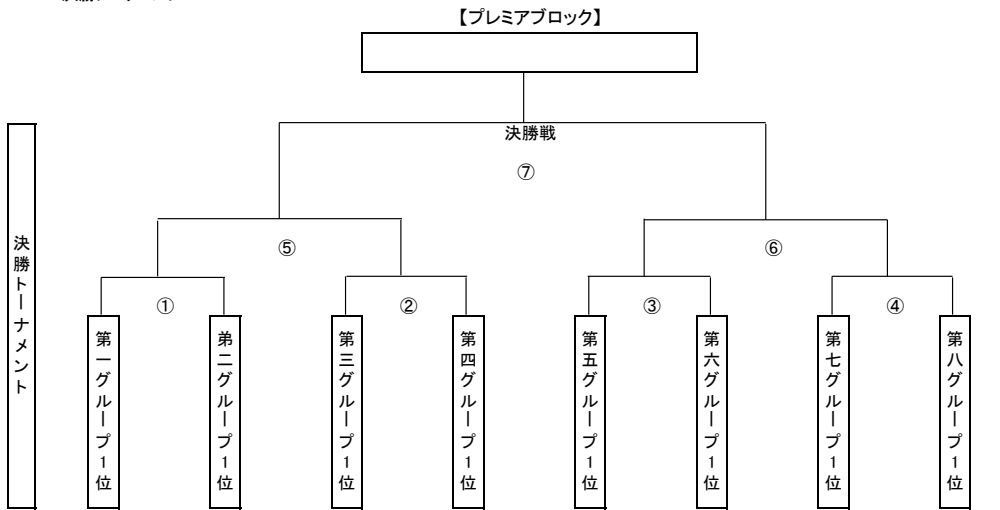 【プレミアブロック】
決勝戦
⑦
⑤
⑥
①
②
③
④
決勝トーナメント
第一グループ1位
弟二グループ1位
第三グループ1位
第四グループ1位
第五グループ1位
第六グループ1位
第七グループ1位
第八グループ1位